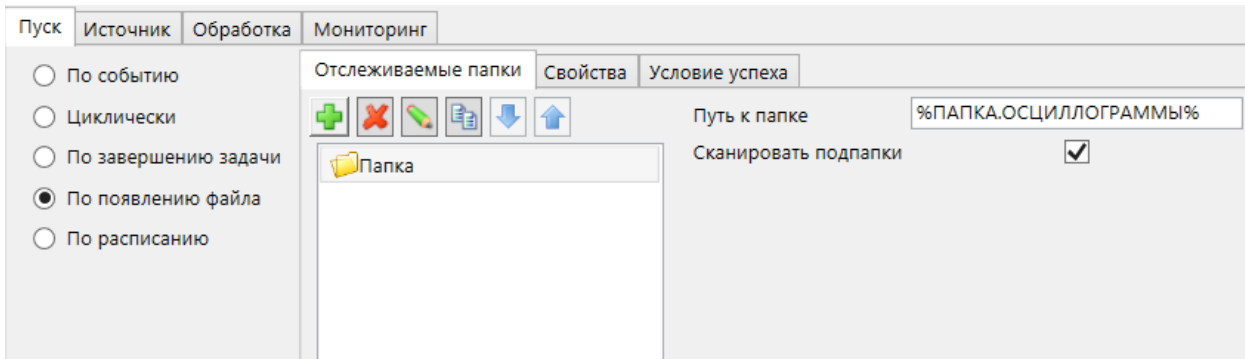 Пуск Источник Обработка Мониторинг
По событию
Циклически
По завершению задачи
По появлению файла
По расписанию
Отслеживаемые папки Свойства Условие успеха
Папка
Путь к папке %ПАПКА.ОСЦИЛЛОГРАММЫ%
Сканировать подпапки